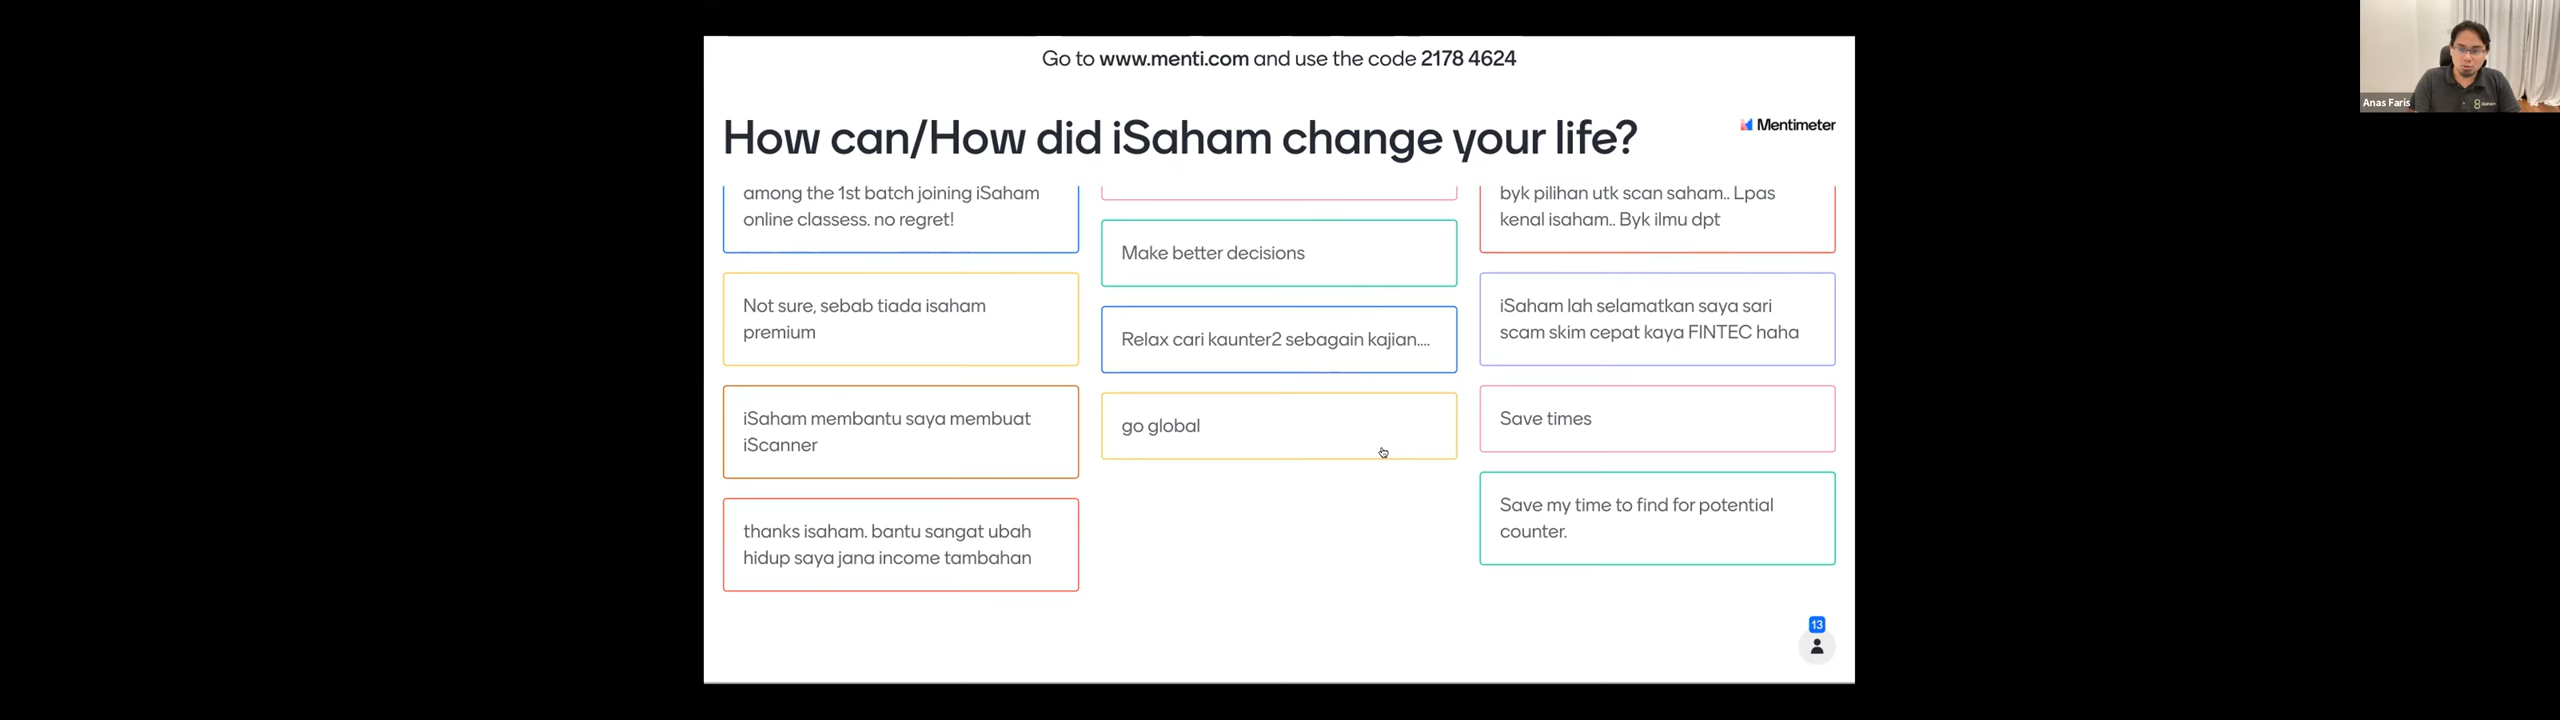 Go to www.menti.com and use the code 2178 4624
How can/How did iSaham change your life?
Mentimeter
among the 1st batch joining iSaham
online classess. no regret!
Not sure, sebab tiada isaham
premium
iSaham membantu saya membuat
iScanner
thanks isaham. bantu sangat ubah
hidup saya jana income tambahan
Make better decisions
Relax cari kaunter2 sebagain kajian....
go global
byk pilihan utk scan saham.. Lpas
kenal isaham.. Byk ilmu dpt
iSaham lah selamatkan saya sari
scam skim cepat kaya FINTEC haha
Save times
Save my time to find for potential
counter.
13
Anas Faris